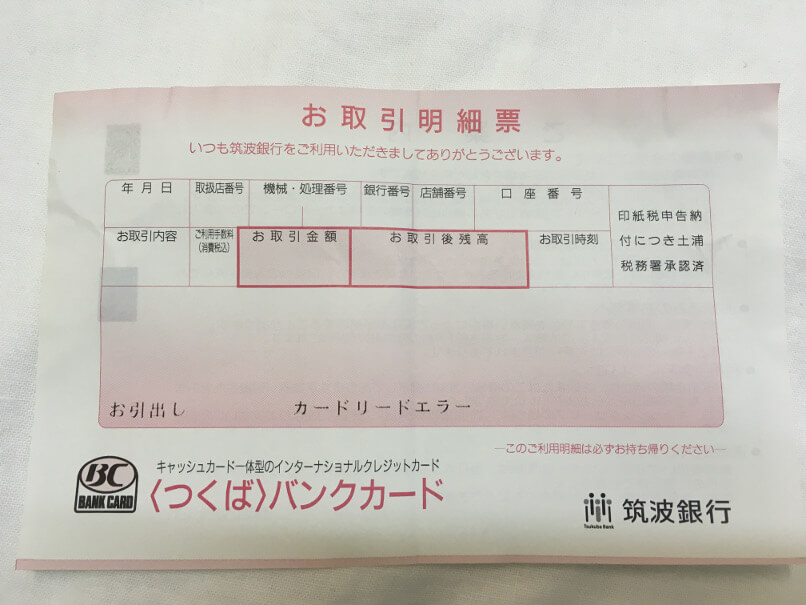 お取引明細票
いつも筑波銀行をご利用いただきましてありがとうございます。
年月日 取扱店番号 機械・処理番号 銀行番号 店舗番号 口座番号
印紙税申告納
付につき土浦
税務署承認済
お取引内容 ご利用手数料 お取引金額 お取引後残高 お取引時刻
(消費税込)
お引出し カードリードエラー
—このご利用明細は必ずお持ち帰りください—
BC
BANK CARD
キャッシュカード一体型のインターナショナルクレジットカード
〈つくば〉バンクカード
Tsukuba Bank
筑波銀行